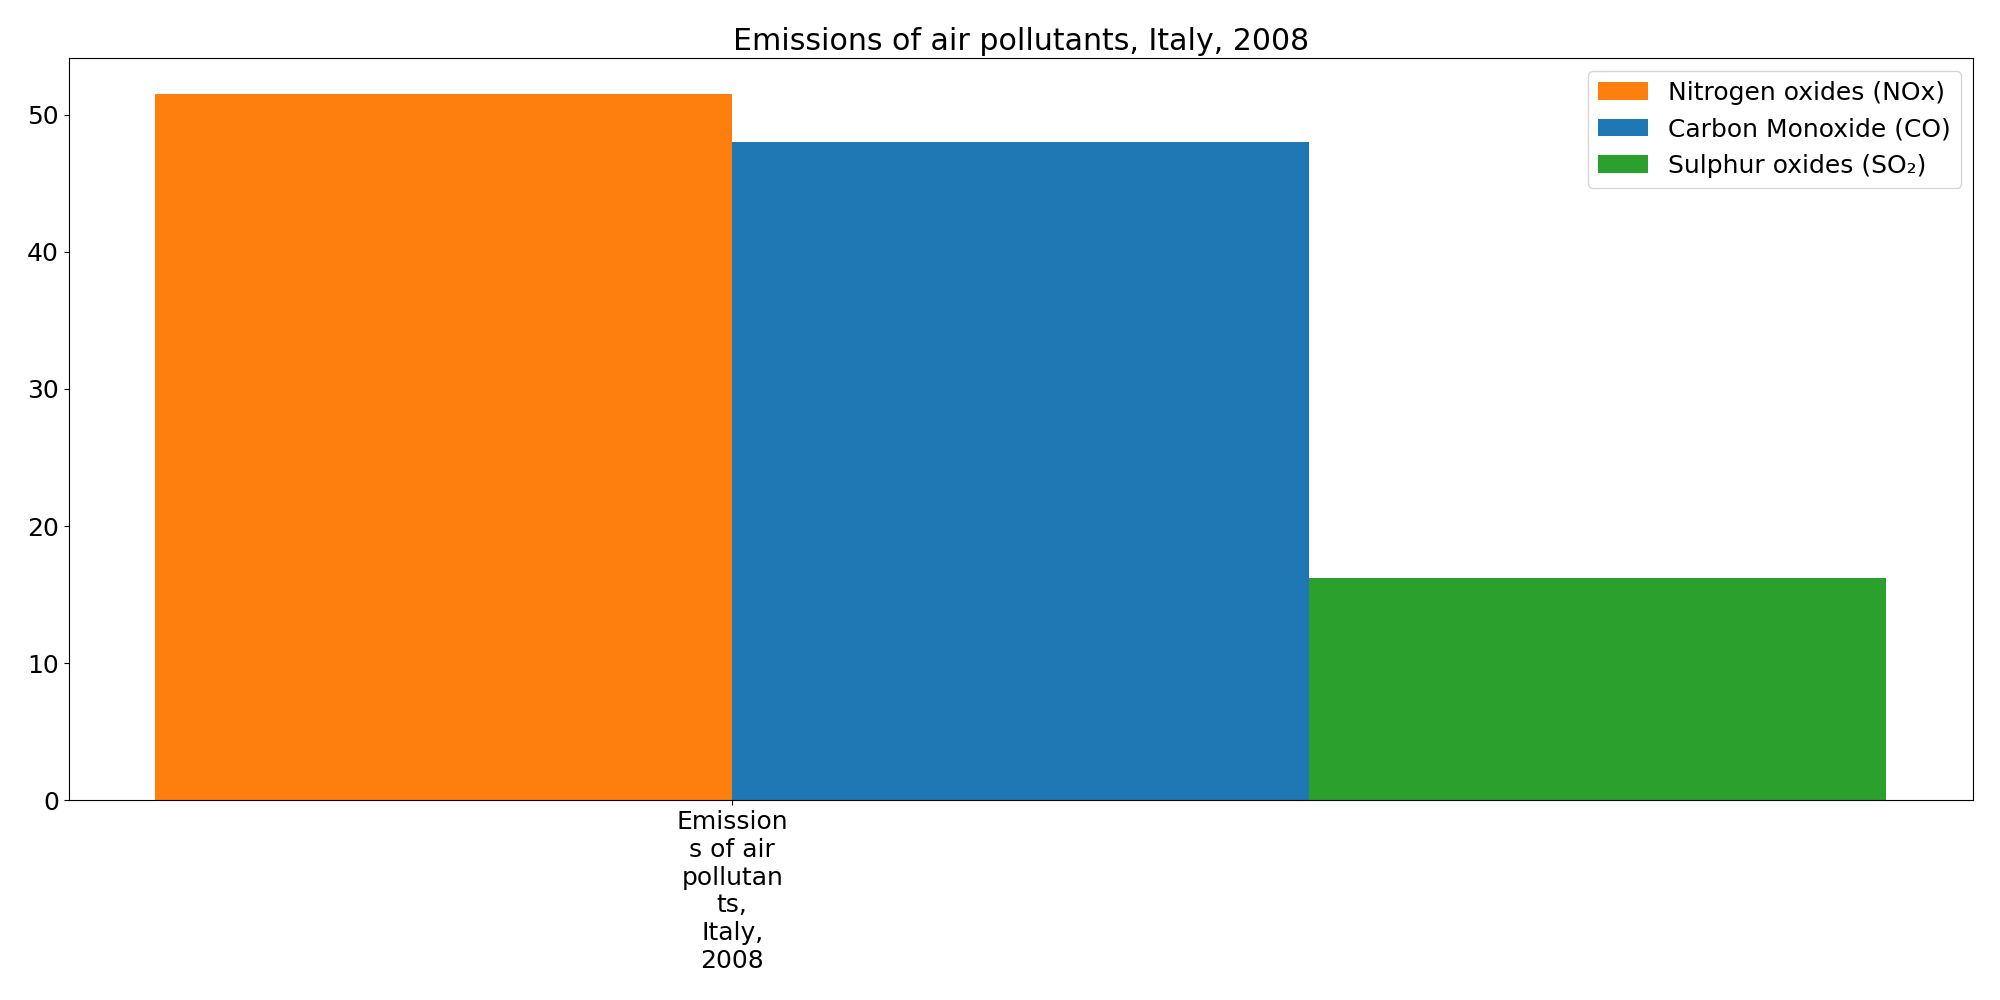 Emissions of air pollutants, Italy, 2008
Nitrogen oxides (NOx)
Carbon Monoxide (CO)
Sulphur oxides (SO₂)
50
40
30
20
10
0
Emission
s of air
pollutan
ts,
Italy,
2008